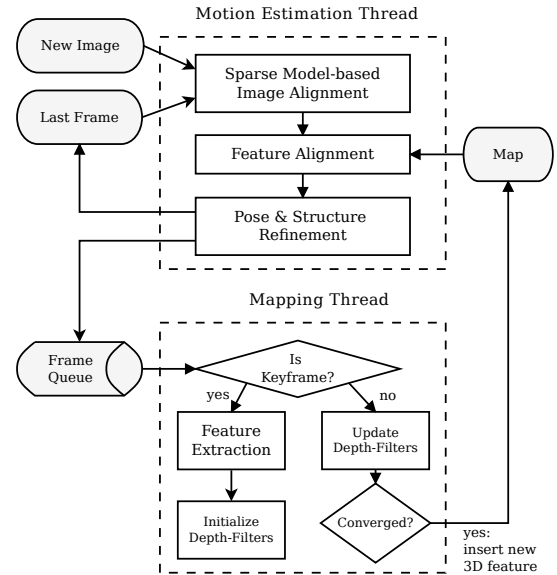 Motion Estimation Thread
New Image
Sparse Model-based
Image Alignment
Last Frame
Feature Alignment
Map
Pose & Structure
Refinement
Mapping Thread
Is
Keyframe?
Frame
Queue
yes
no
Feature
Extraction
Update
Depth-Filters
Initialize
Depth-Filters
Converged?
yes:
insert new
3D feature